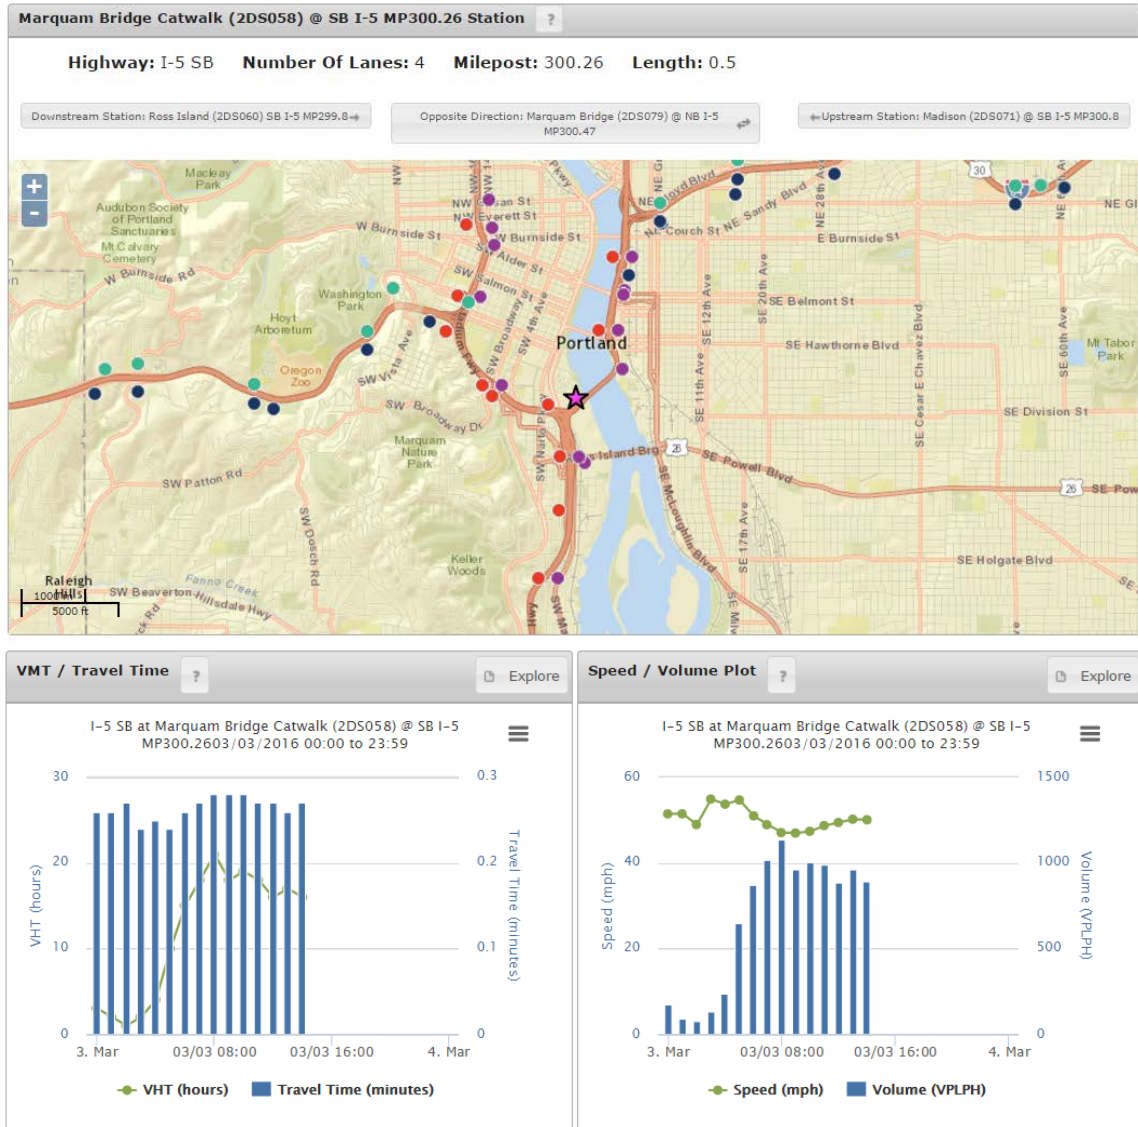 Marquam Bridge Catwalk (2DS058) @ SB I-5 MP300.26 Station ?
Highway: I-5 SB Number Of Lanes: 4 Milepost: 300.26 Length: 0.5
Downstream Station: Ross Island (2DS060) SB I-5 MP299.8
Opposite Direction: Marquam Bridge (2DS079) @ NB I-5
MP300.47
Upstream Station: Madison (2DS071) @ SB I-5 MP300.8
+
-
Macleay
Park
Audubon Society
of Portland
Sanctuaries
Mt Calvary
Cemetery
W Burnside Rd
W Burnside St
NW Everett St
W Burnside St
SW Alder St
SW Salmon St
SW Broadway
SW 4th Ave
Washington
Park
Hoyt
Arboretum
Oregon
Zoo
SW Vista Ave
SW Broadway Dr
Marquam
Nature
Park
SW Patton Rd
SW Dosch Rd
Keller
Woods
Raleigh
Hills
Fanno Creek
SW Beaverton-Hillsdale Hwy
1000 m
5000 ft
Portland
NE Couch St
NE Sandy Blvd
NE 28th Ave
30
E Burnside St
SE 12th Ave
SE 20th Ave
SE Belmont St
SE Hawthorne Blvd
SE Cesar E Chavez Blvd
SE 60th Ave
Mt Tabor
Park
SE 11th Ave
SE Division St
26
SE Powell Blvd
26
SE Pow
SE McLoughlin Blvd
SE 17th Ave
SE Holgate Blvd
Hwy
VMT / Travel Time ? Explore
I-5 SB at Marquam Bridge Catwalk (2DS058) @ SB I-5
MP300.2603/03/2016 00:00 to 23:59
VHT (hours)
30
20
10
0
0.3
0.2
0.1
0
Travel Time (minutes)
3. Mar 03/03 08:00 03/03 16:00 4. Mar
VHT (hours) Travel Time (minutes)
Speed / Volume Plot ? Explore
I-5 SB at Marquam Bridge Catwalk (2DS058) @ SB I-5
MP300.2603/03/2016 00:00 to 23:59
Speed (mph)
60
40
20
0
1500
1000
500
0
Volume (VPLPH)
3. Mar 03/03 08:00 03/03 16:00 4. Mar
Speed (mph) Volume (VPLPH)